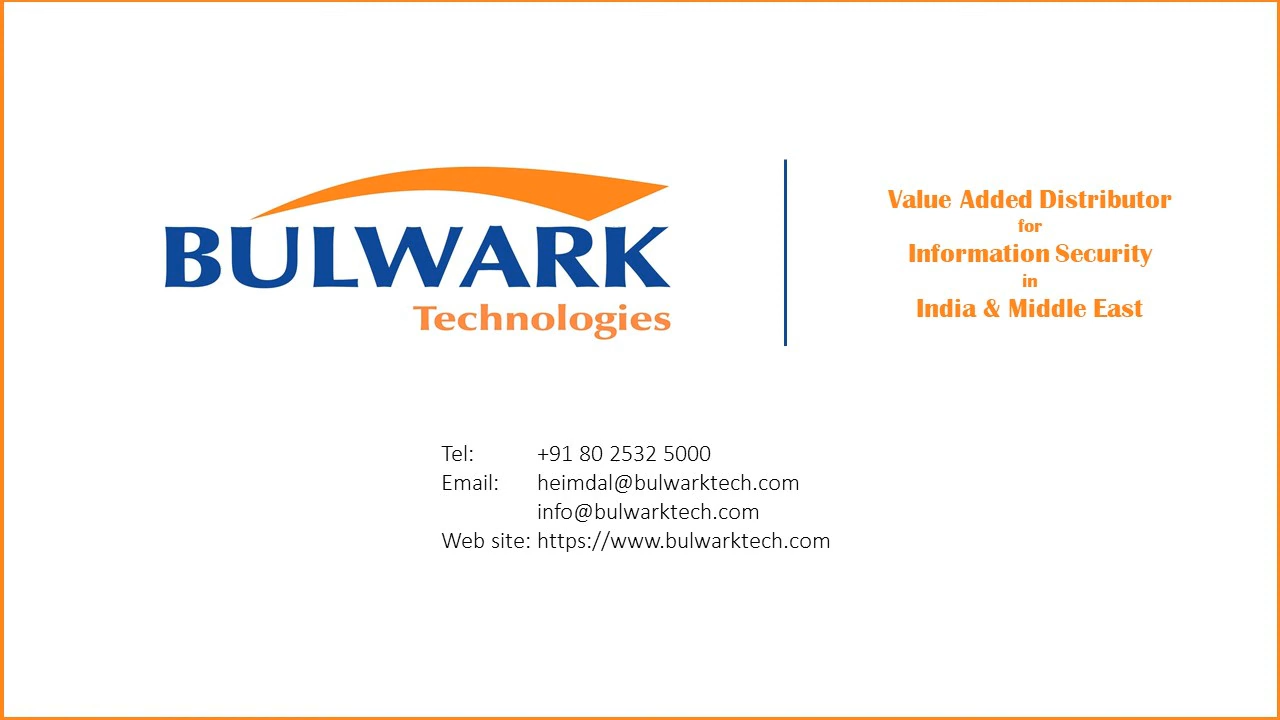 BULWARK
Technologies
Value Added Distributor
for
Information Security
in
India & Middle East
Tel: +91 80 2532 5000
Email: heimdal@bulwarktech.com
info@bulwarktech.com
Web site: https://www.bulwarktech.com